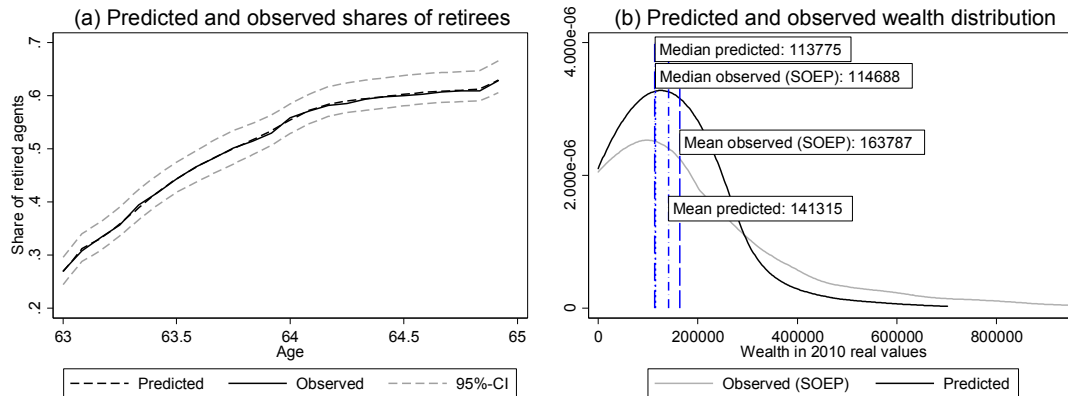 (a) Predicted and observed shares of retirees
Share of retired agents
.7
.6
.5
.4
.3
.2
63
63.5
64
64.5
65
Age
Predicted
Observed
95%-CI
(b) Predicted and observed wealth distribution
4.000e-06
2.000e-06
0
Median predicted: 113775
Median observed (SOEP): 114688
Mean observed (SOEP): 163787
Mean predicted: 141315
0
200000
400000
600000
800000
Wealth in 2010 real values
Observed (SOEP)
Predicted